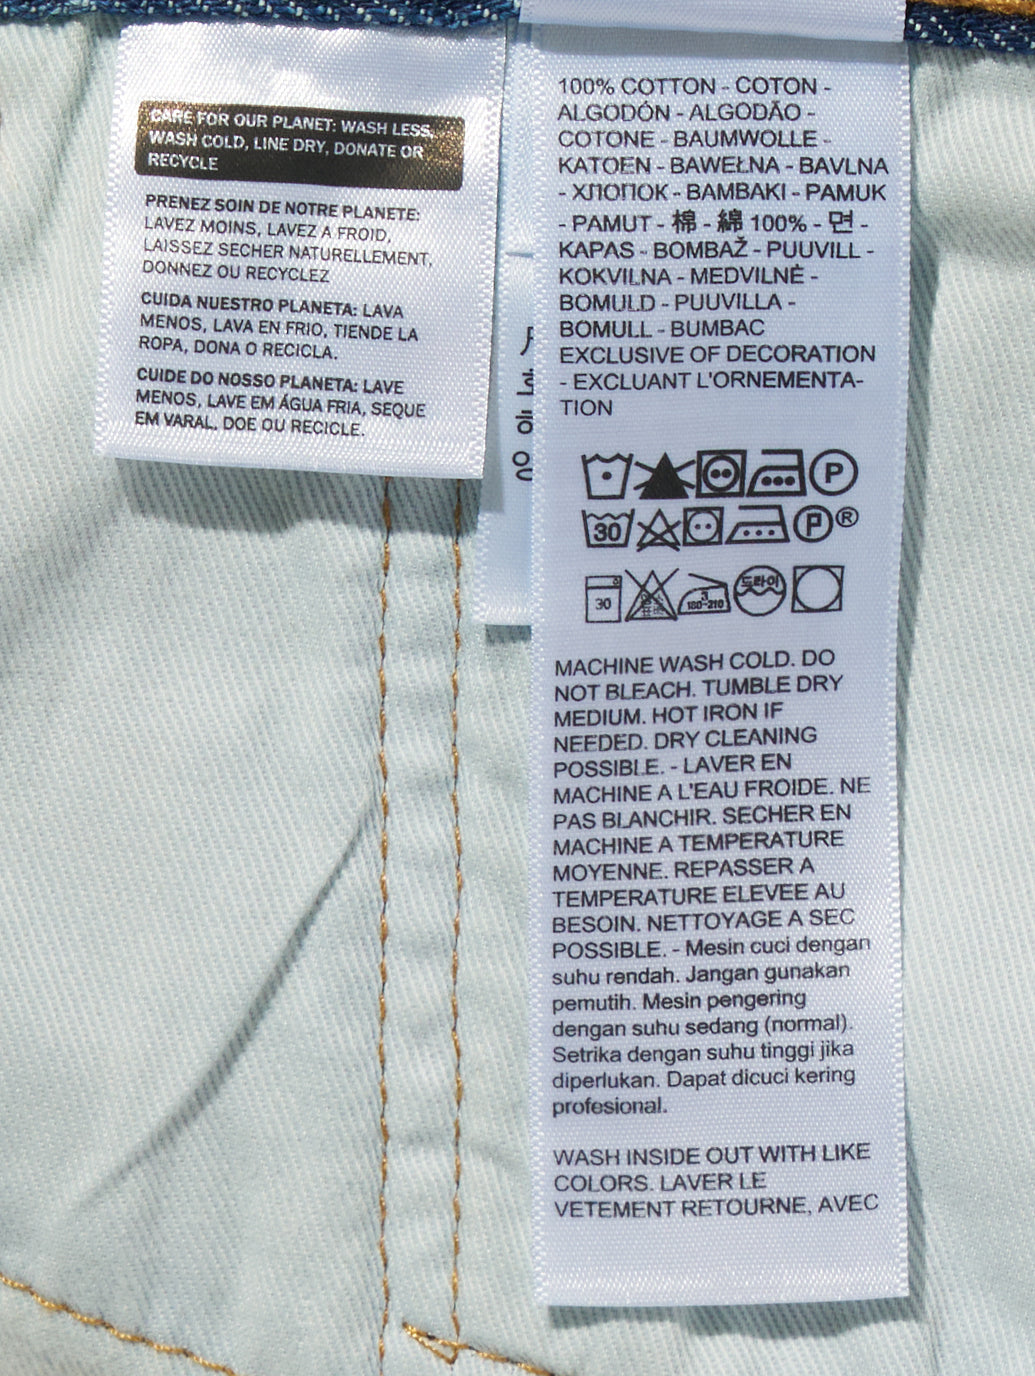 CARE FOR OUR PLANET: WASH LESS,
WASH COLD, LINE DRY, DONATE OR
RECYCLE
PRENEZ SOIN DE NOTRE PLANETE:
LAVEZ MOINS, LAVEZ A FROID,
LAISSEZ SECHER NATURELLEMENT,
DONNEZ OU RECYCLEZ
CUIDA NUESTRO PLANETA: LAVA
MENOS, LAVA EN FRIO, TIENDE LA
ROPA, DONA O RECICLA.
CUIDE DO NOSSO PLANETA: LAVE
MENOS, LAVE EM ÁGUA FRIA, SEQUE
EM VARAL, DOE OU RECICLE.
100% COTTON - COTON -
ALGODÓN - ALGODÃO -
COTONE - BAUMWOLLE -
KATOEN - BAWEŁNA - BAVLNA
- ХЛОПОК - BAMBAKI - PAMUK
- PAMUT - 棉 - 綿 100% - 면 -
KAPAS - BOMBAŽ - PUUVILL -
KOKVILNA - MEDVILNĖ -
BOMULD - PUUVILLA -
BOMULL - BUMBAC
EXCLUSIVE OF DECORATION
- EXCLUANT L'ORNEMENTA-
TION
P
30 P ®
30 3 180-210 드라이
MACHINE WASH COLD. DO
NOT BLEACH. TUMBLE DRY
MEDIUM. HOT IRON IF
NEEDED. DRY CLEANING
POSSIBLE. - LAVER EN
MACHINE A L'EAU FROIDE. NE
PAS BLANCHIR. SECHER EN
MACHINE A TEMPERATURE
MOYENNE. REPASSER A
TEMPERATURE ELEVEE AU
BESOIN. NETTOYAGE A SEC
POSSIBLE. - Mesin cuci dengan
suhu rendah. Jangan gunakan
pemutih. Mesin pengering
dengan suhu sedang (normal).
Setrika dengan suhu tinggi jika
diperlukan. Dapat dicuci kering
profesional.
WASH INSIDE OUT WITH LIKE
COLORS. LAVER LE
VETEMENT RETOURNE, AVEC